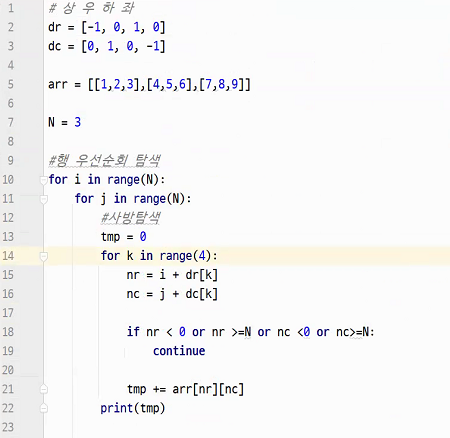 1 # 상 우 하 좌
2 dr = [-1, 0, 1, 0]
3 dc = [0, 1, 0, -1]
4
5 arr = [[1,2,3],[4,5,6],[7,8,9]]
6
7 N = 3
8
9 #행 우선순회 탐색
10 for i in range(N):
11     for j in range(N):
12         #사방탐색
13         tmp = 0
14         for k in range(4):
15             nr = i + dr[k]
16             nc = j + dc[k]
17
18             if nr < 0 or nr >=N or nc <0 or nc>=N:
19                 continue
20
21             tmp += arr[nr][nc]
22         print(tmp)
23